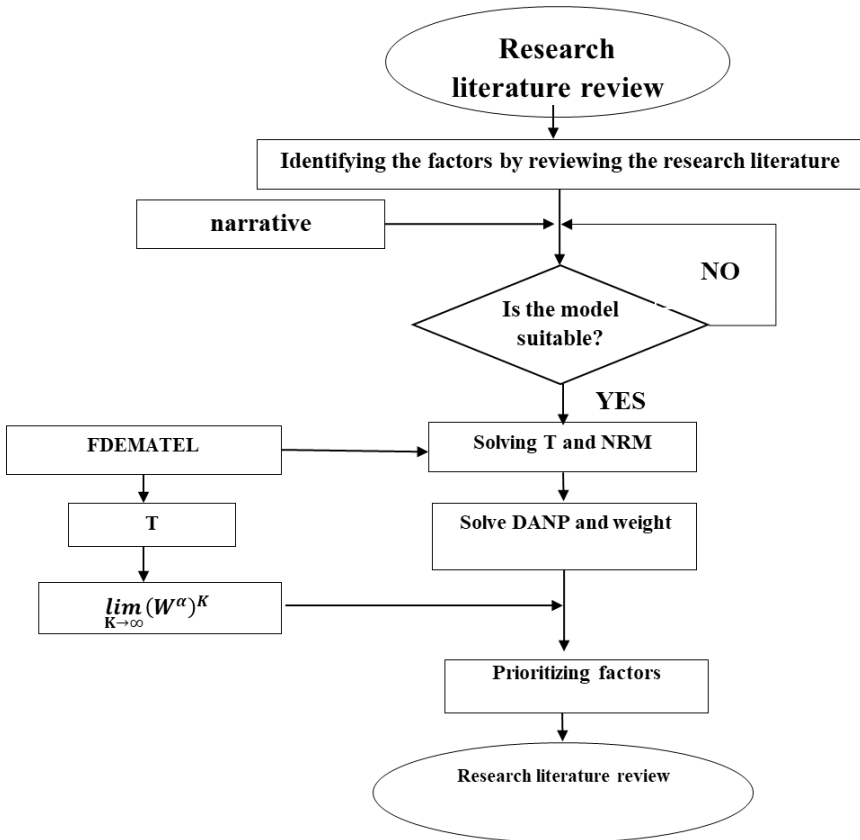 Research
literature review
Identifying the factors by reviewing the research literature
narrative
NO
Is the model
suitable?
YES
FDEMATEL
Solving T and NRM
T
Solve DANP and weight
lim (W^α)^K
K→∞
Prioritizing factors
Research literature review